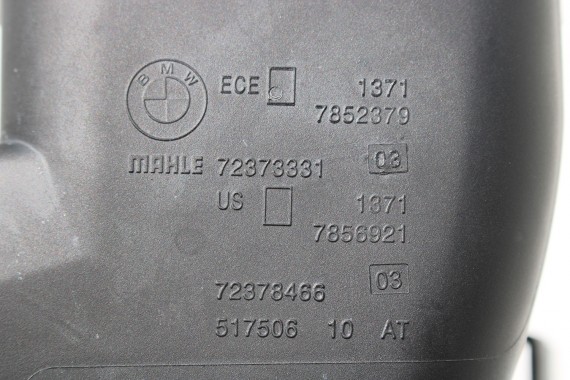 BMW ECE 1371
7852379
MAHLE 72373331 03
US 1371
7856921
72378466 03
517506 10 AT